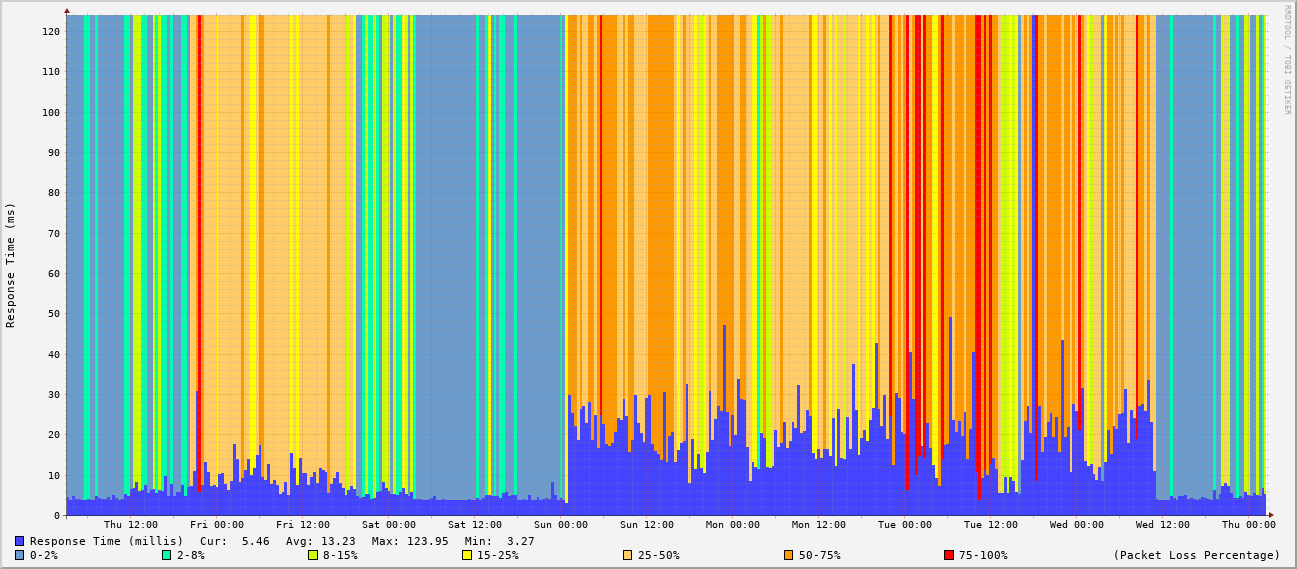 RRDTOOL / TOBI OETIKER
120
110
100
90
80
70
60
50
40
30
20
10
0
Response Time (ms)
Thu 12:00 Fri 00:00 Fri 12:00 Sat 00:00 Sat 12:00 Sun 00:00 Sun 12:00 Mon 00:00 Mon 12:00 Tue 00:00 Tue 12:00 Wed 00:00 Wed 12:00 Thu 00:00
Response Time (millis) Cur: 5.46 Avg: 13.23 Max: 123.95 Min: 3.27
0-2% 2-8% 8-15% 15-25% 25-50% 50-75% 75-100% (Packet Loss Percentage)